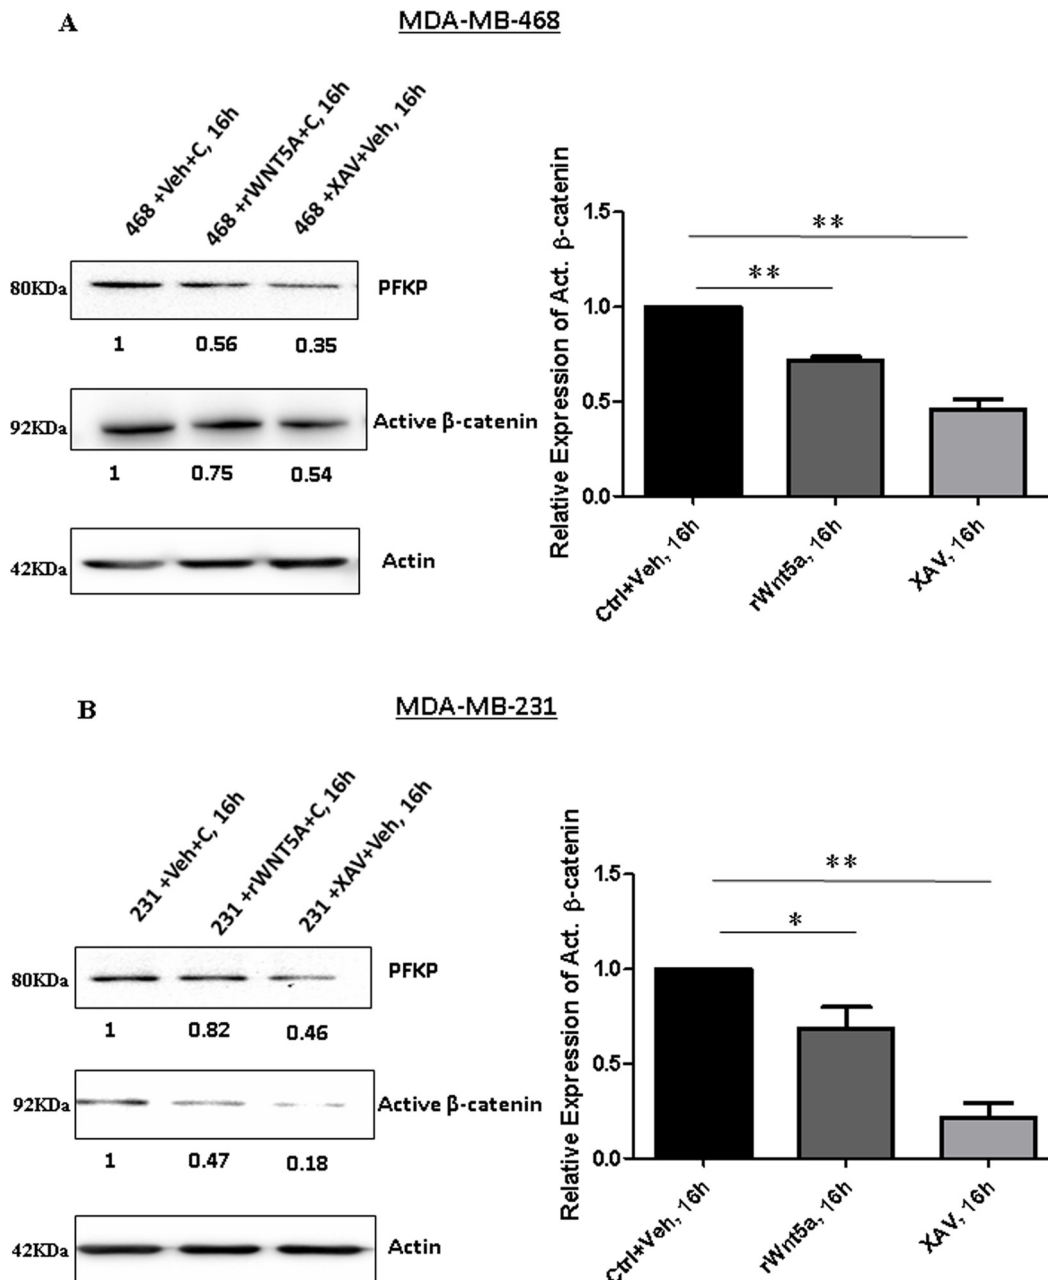 A
MDA-MB-468
468 +Veh+C, 16h
468 +rWNT5A+C, 16h
468 +XAV+Veh, 16h
80KDa
PFKP
1 0.56 0.35
92KDa
Active β-catenin
1 0.75 0.54
42KDa
Actin
Relative Expression of Act. β-catenin
1.5
1.0
0.5
0.0
**
**
Ctrl+Veh, 16h
rWnt5a, 16h
XAV, 16h
B
MDA-MB-231
231 +Veh+C, 16h
231 +rWNT5A+C, 16h
231 +XAV+Veh, 16h
80KDa
PFKP
1 0.82 0.46
92KDa
Active β-catenin
1 0.47 0.18
42KDa
Actin
Relative Expression of Act. β-catenin
1.5
1.0
0.5
0.0
**
*
Ctrl+Veh, 16h
rWnt5a, 16h
XAV, 16h